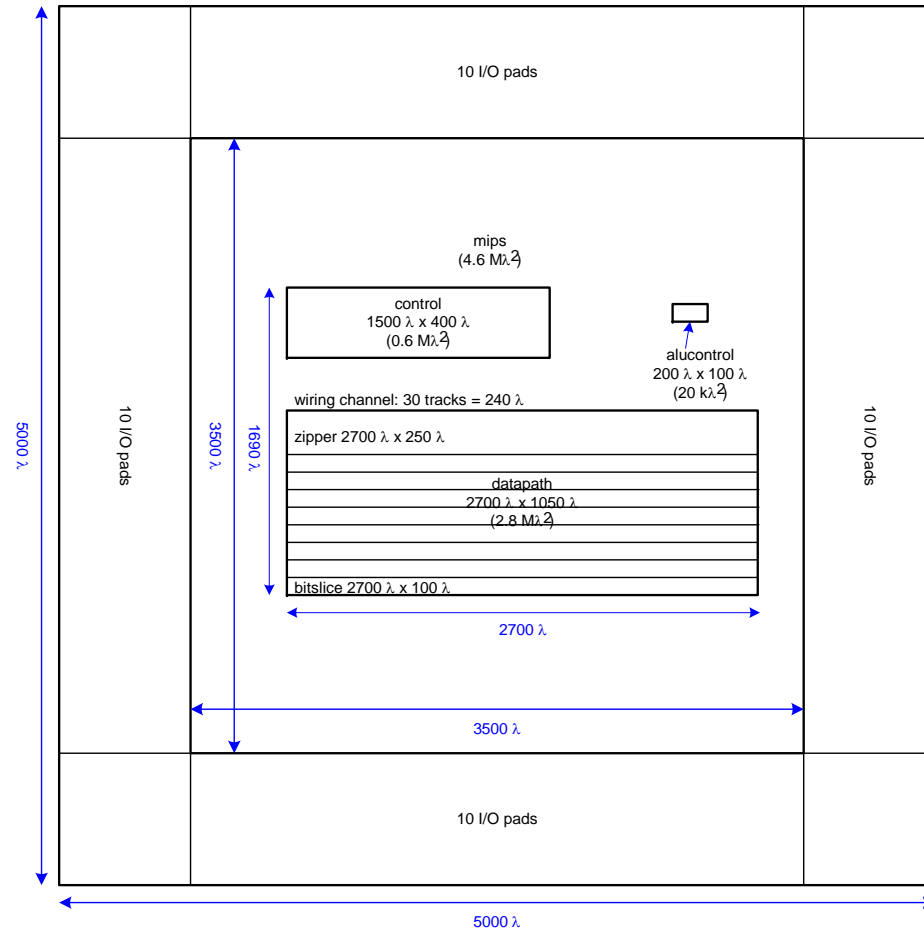 10 I/O pads
mips
(4.6 Mλ²)
control
1500 λ x 400 λ
(0.6 Mλ²)
alucontrol
200 λ x 100 λ
(20 kλ²)
wiring channel: 30 tracks = 240 λ
zipper 2700 λ x 250 λ
datapath
2700 λ x 1050 λ
(2.8 Mλ²)
bitslice 2700 λ x 100 λ
2700 λ
1690 λ
3500 λ
5000 λ
10 I/O pads
10 I/O pads
3500 λ
10 I/O pads
5000 λ